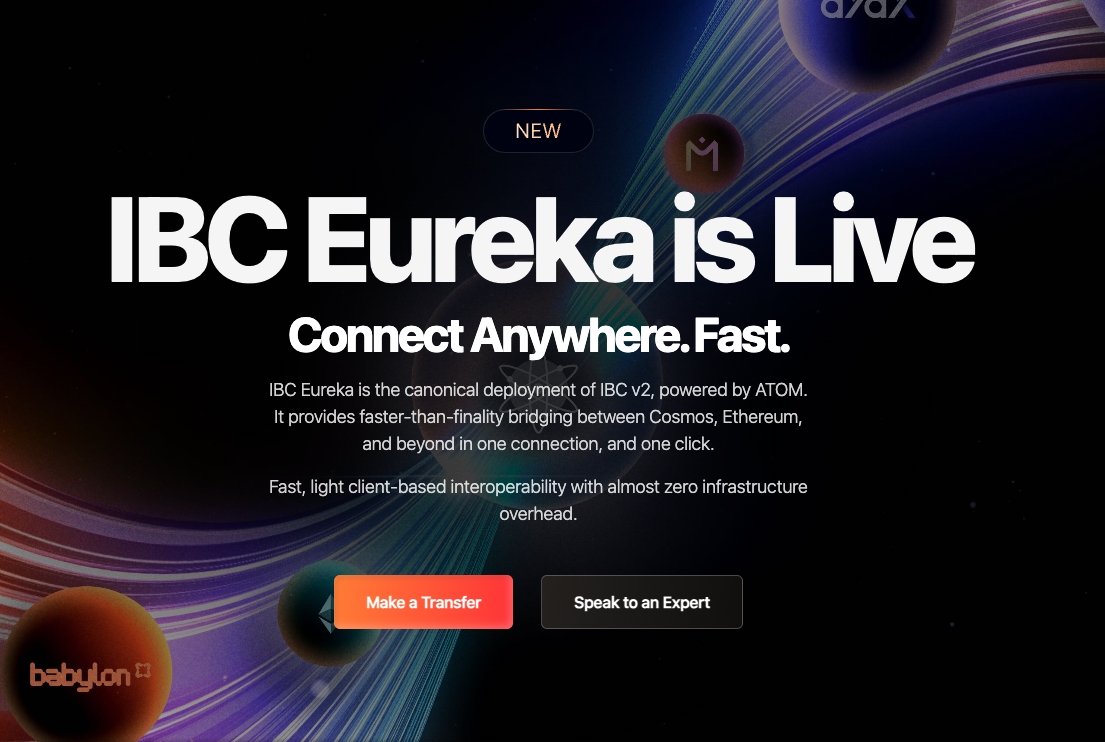 dydx
NEW
IBC Eureka is Live
Connect Anywhere. Fast.
IBC Eureka is the canonical deployment of IBC v2, powered by ATOM.
It provides faster-than-finality bridging between Cosmos, Ethereum,
and beyond in one connection, and one click.
Fast, light client-based interoperability with almost zero infrastructure
overhead.
Make a Transfer
Speak to an Expert
babylon